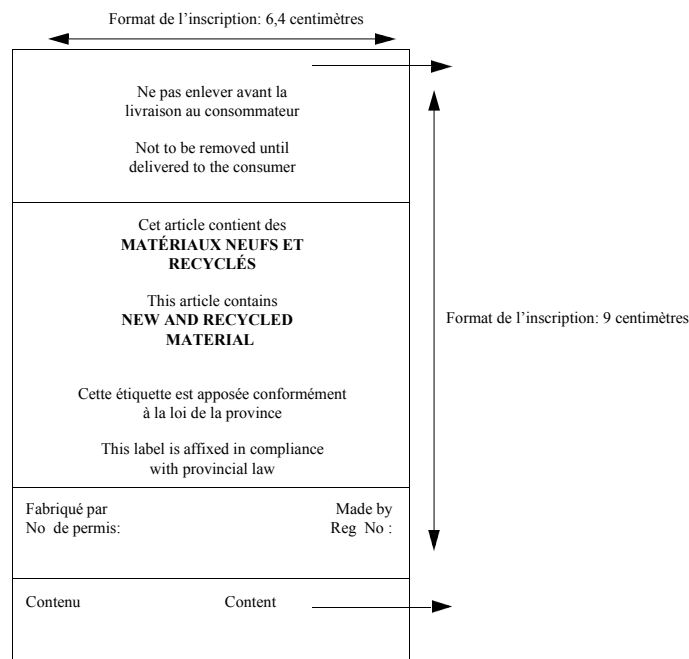 Format de l’inscription: 6,4 centimètres
Ne pas enlever avant la
livraison au consommateur
Not to be removed until
delivered to the consumer
Cet article contient des
MATÉRIAUX NEUFS ET
RECYCLÉS
This article contains
NEW AND RECYCLED
MATERIAL
Format de l’inscription: 9 centimètres
Cette étiquette est apposée conformément
à la loi de la province
This label is affixed in compliance
with provincial law
Fabriqué par Made by
No de permis: Reg No :
Contenu Content